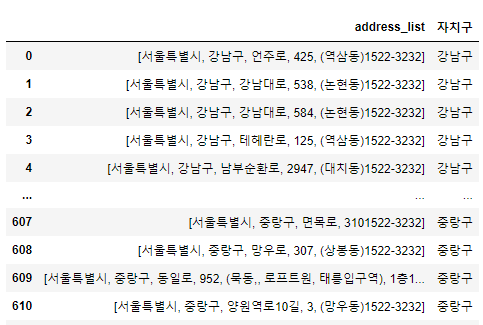 address_list 자치구
0 [서울특별시, 강남구, 언주로, 425, (역삼동)1522-3232] 강남구
1 [서울특별시, 강남구, 강남대로, 538, (논현동)1522-3232] 강남구
2 [서울특별시, 강남구, 강남대로, 584, (논현동)1522-3232] 강남구
3 [서울특별시, 강남구, 테헤란로, 125, (역삼동)1522-3232] 강남구
4 [서울특별시, 강남구, 남부순환로, 2947, (대치동)1522-3232] 강남구
... ... ...
607 [서울특별시, 중랑구, 면목로, 3101522-3232] 중랑구
608 [서울특별시, 중랑구, 망우로, 307, (상봉동)1522-3232] 중랑구
609 [서울특별시, 중랑구, 동일로, 952, (묵동,, 로프트원, 태릉입구역), 1층1... 중랑구
610 [서울특별시, 중랑구, 양원역로10길, 3, (망우동)1522-3232] 중랑구